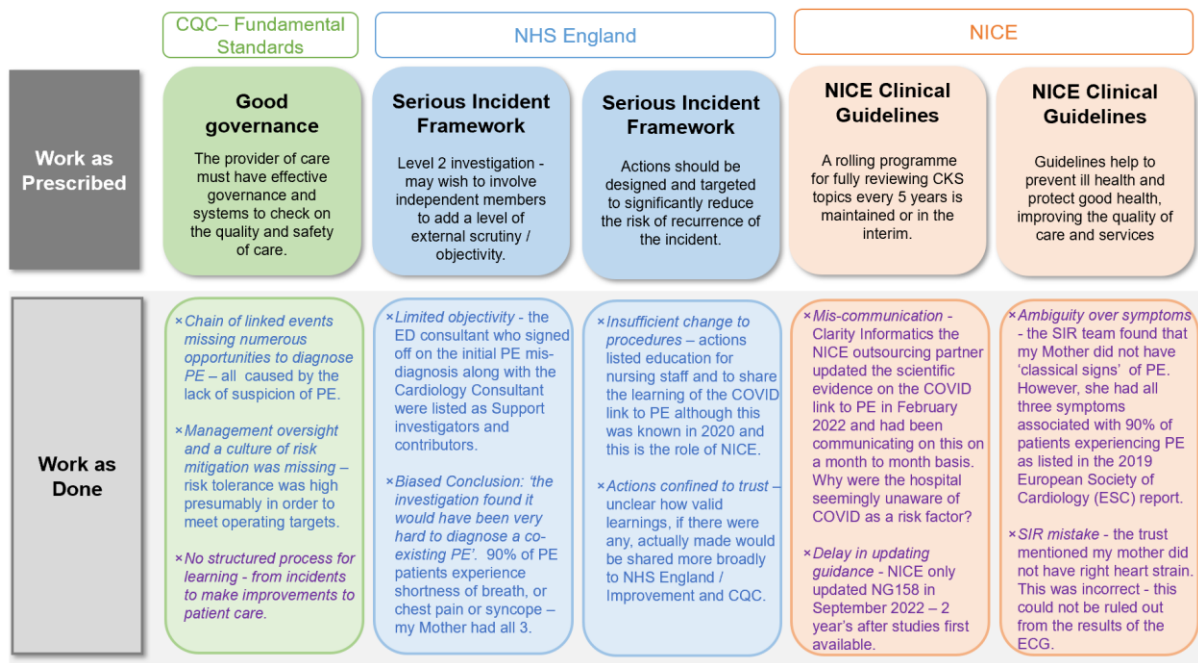 CQC– Fundamental
Standards
NHS England
NICE
Work as
Prescribed
Good
governance
The provider of care
must have effective
governance and
systems to check on
the quality and safety
of care.
Serious Incident
Framework
Level 2 investigation -
may wish to involve
independent members
to add a level of
external scrutiny /
objectivity.
Serious Incident
Framework
Actions should be
designed and targeted
to significantly reduce
the risk of recurrence of
the incident.
NICE Clinical
Guidelines
A rolling programme
for fully reviewing CKS
topics every 5 years is
maintained or in the
interim.
NICE Clinical
Guidelines
Guidelines help to
prevent ill health and
protect good health,
improving the quality of
care and services
Work as
Done
×Chain of linked events
missing numerous
opportunities to diagnose
PE – all caused by the
lack of suspicion of PE.
×Management oversight
and a culture of risk
mitigation was missing –
risk tolerance was high
presumably in order to
meet operating targets.
×No structured process for
learning - from incidents
to make improvements to
patient care.
×Limited objectivity - the
ED consultant who signed
off on the initial PE mis-
diagnosis along with the
Cardiology Consultant
were listed as Support
investigators and
contributors.
×Biased Conclusion: ‘the
investigation found it
would have been very
hard to diagnose a co-
existing PE’. 90% of PE
patients experience
shortness of breath, or
chest pain or syncope –
my Mother had all 3.
×Insufficient change to
procedures – actions
listed education for
nursing staff and to share
the learning of the COVID
link to PE although this
was known in 2020 and
this is the role of NICE.
×Actions confined to trust –
unclear how valid
learnings, if there were
any, actually made would
be shared more broadly
to NHS England /
Improvement and CQC.
×Mis-communication -
Clarity Informatics the
NICE outsourcing partner
updated the scientific
evidence on the COVID
link to PE in February
2022 and had been
communicating on this on
a month to month basis.
Why were the hospital
seemingly unaware of
COVID as a risk factor?
×Delay in updating
guidance - NICE only
updated NG158 in
September 2022 – 2
year’s after studies first
available.
×Ambiguity over symptoms
- the SIR team found that
my Mother did not have
‘classical signs’ of PE.
However, she had all
three symptoms
associated with 90% of
patients experiencing PE
as listed in the 2019
European Society of
Cardiology (ESC) report.
×SIR mistake - the trust
mentioned my mother did
not have right heart strain.
This was incorrect - this
could not be ruled out
from the results of the
ECG.